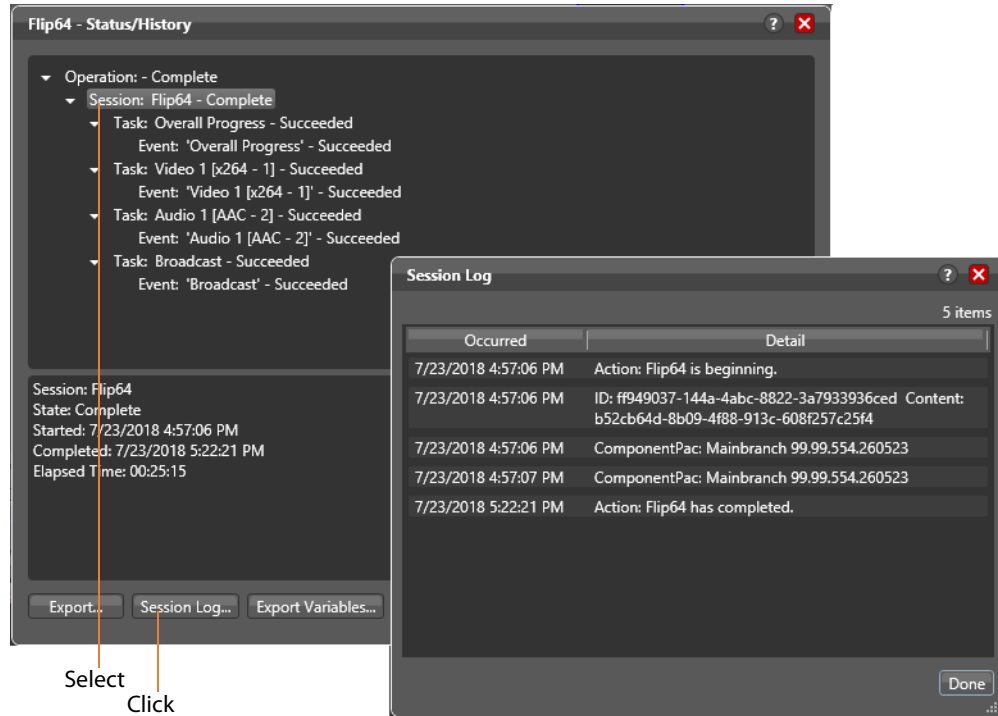 Flip64 - Status/History
?
Operation: - Complete
Session: Flip64 - Complete
Task: Overall Progress - Succeeded
Event: 'Overall Progress' - Succeeded
Task: Video 1 [x264 - 1] - Succeeded
Event: 'Video 1 [x264 - 1]' - Succeeded
Task: Audio 1 [AAC - 2] - Succeeded
Event: 'Audio 1 [AAC - 2]' - Succeeded
Task: Broadcast - Succeeded
Event: 'Broadcast' - Succeeded
Session: Flip64
State: Complete
Started: 7/23/2018 4:57:06 PM
Completed: 7/23/2018 5:22:21 PM
Elapsed Time: 00:25:15
Export... Session Log... Export Variables...
Select
Click
Session Log
?
5 items
Occurred Detail
7/23/2018 4:57:06 PM Action: Flip64 is beginning.
7/23/2018 4:57:06 PM ID: ff949037-144a-4abc-8822-3a7933936ced Content:
b52cb64d-8b09-4f88-913c-608f257c25f4
7/23/2018 4:57:06 PM ComponentPac: Mainbranch 99.99.554.260523
7/23/2018 4:57:07 PM ComponentPac: Mainbranch 99.99.554.260523
7/23/2018 5:22:21 PM Action: Flip64 has completed.
Done